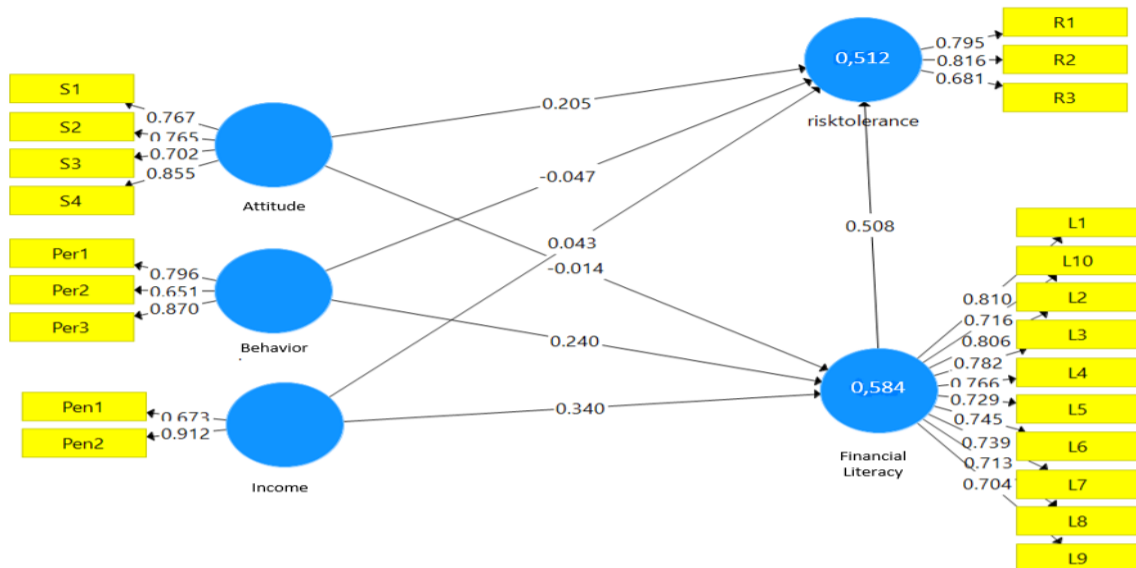 S1
S2
S3
S4
0.767
0.765
0.702
0.855
Attitude
Per1
Per2
Per3
0.796
0.651
0.870
Behavior
Pen1
Pen2
0.673
0.912
Income
0.205
-0.047
0.043
-0.014
0.240
0.340
0.508
0,512
risktolerance
0.795
0.816
0.681
R1
R2
R3
0,584
Financial
Literacy
0.810
0.716
0.806
0.782
0.766
0.729
0.745
0.739
0.713
0.704
L1
L10
L2
L3
L4
L5
L6
L7
L8
L9